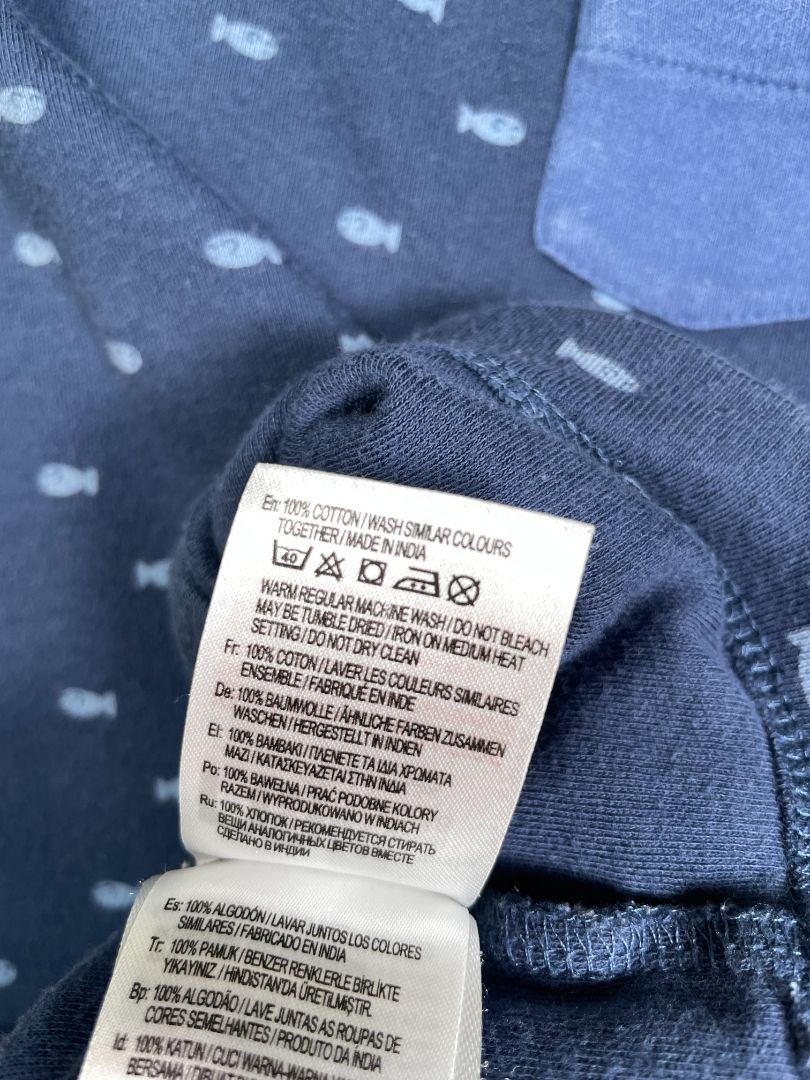 En: 100% COTTON / WASH SIMILAR COLOURS
TOGETHER / MADE IN INDIA
40
WARM REGULAR MACHINE WASH / DO NOT BLEACH
MAY BE TUMBLE DRIED / IRON ON MEDIUM HEAT
SETTING / DO NOT DRY CLEAN
Fr: 100% COTON / LAVER LES COULEURS SIMILAIRES
ENSEMBLE / FABRIQUE EN INDE
De: 100% BAUMWOLLE / ÄHNLICHE FARBEN ZUSAMMEN
WASCHEN / HERGESTELLT IN INDIEN
El: 100% ΒΑΜΒΑΚΙ / ΠΛΕΝΕΤΕ ΤΑ ΙΔΙΑ ΧΡΩΜΑΤΑ
ΜΑΖΙ / ΚΑΤΑΣΚΕΥΑΖΕΤΑΙ ΣΤΗΝ ΙΝΔΙΑ
Po: 100% BAWEŁNA / PRAĆ PODOBNE KOLORY
RAZEM / WYPRODUKOWANO W INDIACH
Ru: 100% ХЛОПОК / РЕКОМЕНДУЕТСЯ СТИРАТЬ
ВЕЩИ АНАЛОГИЧНЫХ ЦВЕТОВ ВМЕСТЕ
СДЕЛАНО В ИНДИИ
Es: 100% ALGODÓN / LAVAR JUNTOS LOS COLORES
SIMILARES / FABRICADO EN INDIA
Tr: 100% PAMUK / BENZER RENKLERLE BİRLİKTE
YIKAYINIZ / HİNDİSTAN'DA ÜRETİLMİŞTİR.
Bp: 100% ALGODÃO / LAVE JUNTAS AS ROUPAS DE
CORES SEMELHANTES / PRODUTO DA ÍNDIA
Id: 100% KATUN / CUCI WARNA-WARNA
BERSAMA / DIBUAT